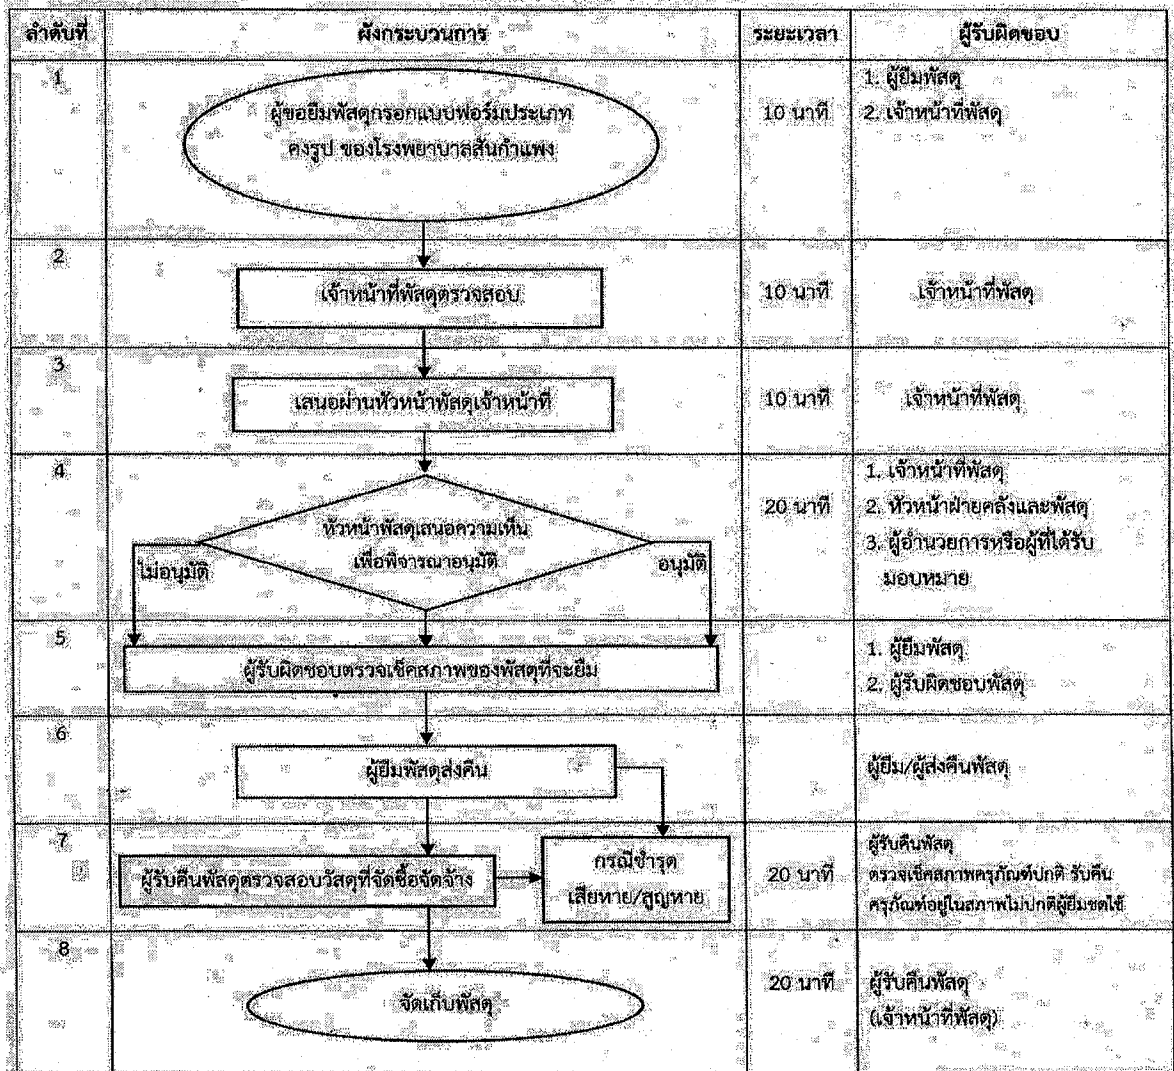 ลำดับที่ ผังกระบวนการ ระยะเวลา ผู้รับผิดชอบ
1
ผู้ขอยืมพัสดุกรอกแบบฟอร์มประเภท
คงรูป ของโรงพยาบาลสันกำแพง
10 นาที
1. ผู้ยืมพัสดุ
2. เจ้าหน้าที่พัสดุ
2
เจ้าหน้าที่พัสดุตรวจสอบ
10 นาที
เจ้าหน้าที่พัสดุ
3
เสนอผ่านหัวหน้าพัสดุเจ้าหน้าที่
10 นาที
เจ้าหน้าที่พัสดุ
4
หัวหน้าพัสดุเสนอความเห็น
เพื่อพิจารณาอนุมัติ
ไม่อนุมัติ
อนุมัติ
20 นาที
1. เจ้าหน้าที่พัสดุ
2. หัวหน้าฝ่ายคลังและพัสดุ
3. ผู้อำนวยการหรือผู้ที่ได้รับ
มอบหมาย
5
ผู้รับผิดชอบตรวจเช็คสภาพของพัสดุที่จะยืม
1. ผู้ยืมพัสดุ
2. ผู้รับผิดชอบพัสดุ
6
ผู้ยืมพัสดุส่งคืน
ผู้ยืม/ผู้ส่งคืนพัสดุ
7
ผู้รับคืนพัสดุตรวจสอบวัสดุที่จัดซื้อจัดจ้าง
กรณีชำรุด
เสียหาย/สูญหาย
20 นาที
ผู้รับคืนพัสดุ
ตรวจเช็คสภาพครุภัณฑ์ปกติ รับคืน
ครุภัณฑ์อยู่ในสภาพไม่ปกติผู้ยืมชดใช้
8
จัดเก็บพัสดุ
20 นาที
ผู้รับคืนพัสดุ
(เจ้าหน้าที่พัสดุ)